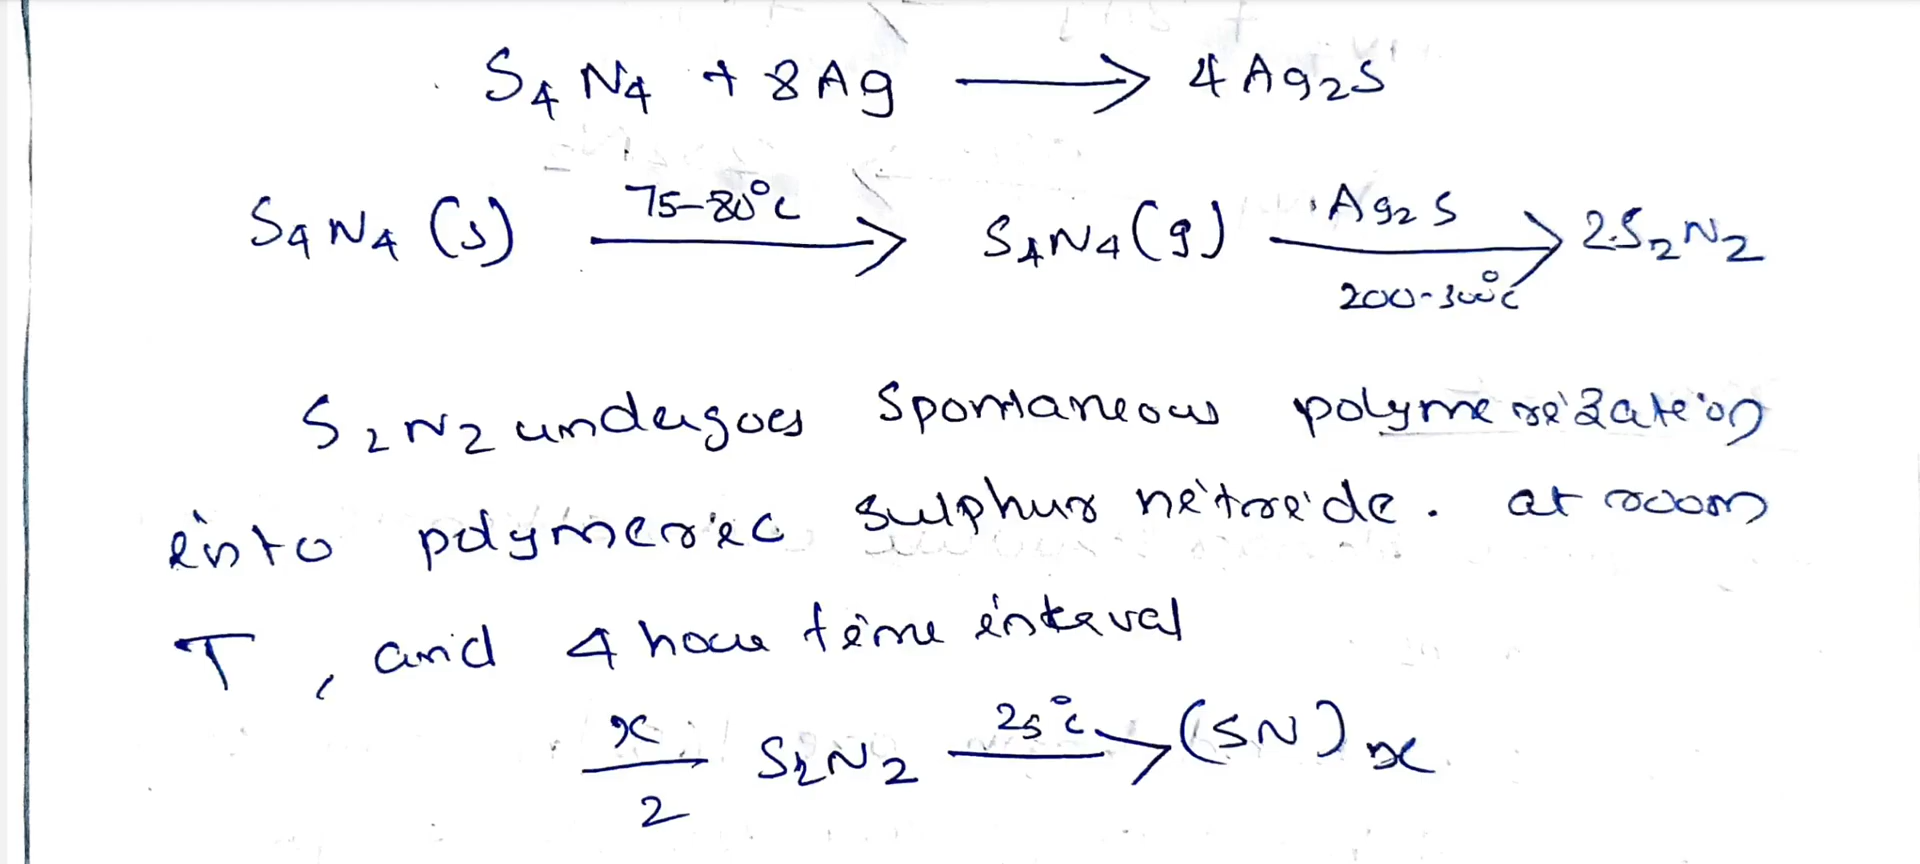 S4N4 + 8Ag ⟶ 4Ag2S
S4N4(s) —75-80°C→ S4N4(g) —Ag2S 200-300°C→ 2S2N2
S2N2 undergoes Spontaneous polymerization
into polymeric sulphur nitride. at room
T, and 4 hour time interval
x/2 S2N2 —25°C→ (SN)x